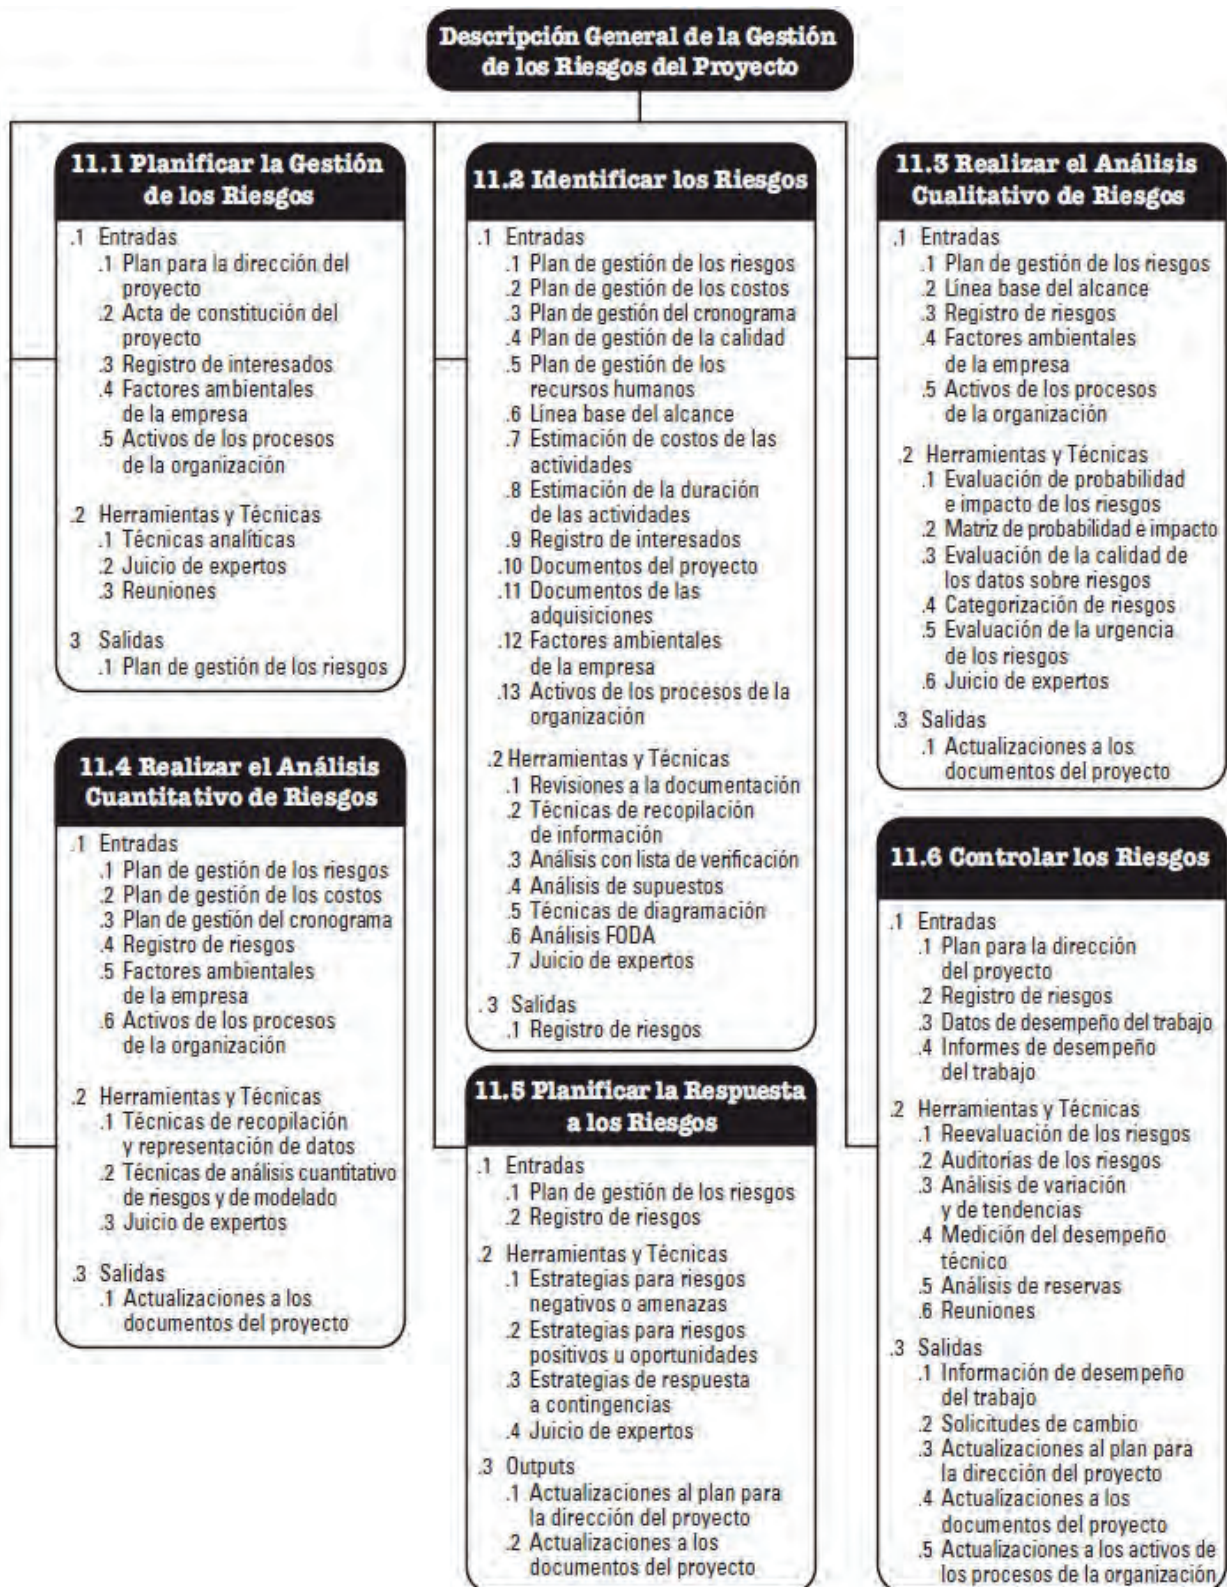 Descripción General de la Gestión
de los Riesgos del Proyecto
11.1 Planificar la Gestión
de los Riesgos
.1 Entradas
.1 Plan para la dirección del
proyecto
.2 Acta de constitución del
proyecto
.3 Registro de interesados
.4 Factores ambientales
de la empresa
.5 Activos de los procesos
de la organización
.2 Herramientas y Técnicas
.1 Técnicas analíticas
.2 Juicio de expertos
.3 Reuniones
3 Salidas
.1 Plan de gestión de los riesgos
11.2 Identificar los Riesgos
.1 Entradas
.1 Plan de gestión de los riesgos
.2 Plan de gestión de los costos
.3 Plan de gestión del cronograma
.4 Plan de gestión de la calidad
.5 Plan de gestión de los
recursos humanos
.6 Línea base del alcance
.7 Estimación de costos de las
actividades
.8 Estimación de la duración
de las actividades
.9 Registro de interesados
.10 Documentos del proyecto
.11 Documentos de las
adquisiciones
.12 Factores ambientales
de la empresa
.13 Activos de los procesos de la
organización
.2 Herramientas y Técnicas
.1 Revisiones a la documentación
.2 Técnicas de recopilación
de información
.3 Análisis con lista de verificación
.4 Análisis de supuestos
.5 Técnicas de diagramación
.6 Análisis FODA
.7 Juicio de expertos
.3 Salidas
.1 Registro de riesgos
11.3 Realizar el Análisis
Cualitativo de Riesgos
.1 Entradas
.1 Plan de gestión de los riesgos
.2 Línea base del alcance
.3 Registro de riesgos
.4 Factores ambientales
de la empresa
.5 Activos de los procesos
de la organización
.2 Herramientas y Técnicas
.1 Evaluación de probabilidad
e impacto de los riesgos
.2 Matriz de probabilidad e impacto
.3 Evaluación de la calidad de
los datos sobre riesgos
.4 Categorización de riesgos
.5 Evaluación de la urgencia
de los riesgos
.6 Juicio de expertos
.3 Salidas
.1 Actualizaciones a los
documentos del proyecto
11.4 Realizar el Análisis
Cuantitativo de Riesgos
.1 Entradas
.1 Plan de gestión de los riesgos
.2 Plan de gestión de los costos
.3 Plan de gestión del cronograma
.4 Registro de riesgos
.5 Factores ambientales
de la empresa
.6 Activos de los procesos
de la organización
.2 Herramientas y Técnicas
.1 Técnicas de recopilación
y representación de datos
.2 Técnicas de análisis cuantitativo
de riesgos y de modelado
.3 Juicio de expertos
.3 Salidas
.1 Actualizaciones a los
documentos del proyecto
11.5 Planificar la Respuesta
a los Riesgos
.1 Entradas
.1 Plan de gestión de los riesgos
.2 Registro de riesgos
.2 Herramientas y Técnicas
.1 Estrategias para riesgos
negativos o amenazas
.2 Estrategias para riesgos
positivos u oportunidades
.3 Estrategias de respuesta
a contingencias
.4 Juicio de expertos
.3 Outputs
.1 Actualizaciones al plan para
la dirección del proyecto
.2 Actualizaciones a los
documentos del proyecto
11.6 Controlar los Riesgos
.1 Entradas
.1 Plan para la dirección
del proyecto
.2 Registro de riesgos
.3 Datos de desempeño del trabajo
.4 Informes de desempeño
del trabajo
.2 Herramientas y Técnicas
.1 Reevaluación de los riesgos
.2 Auditorías de los riesgos
.3 Análisis de variación
y de tendencias
.4 Medición del desempeño
técnico
.5 Análisis de reservas
.6 Reuniones
.3 Salidas
.1 Información de desempeño
del trabajo
.2 Solicitudes de cambio
.3 Actualizaciones al plan para
la dirección del proyecto
.4 Actualizaciones a los
documentos del proyecto
.5 Actualizaciones a los activos de
los procesos de la organización